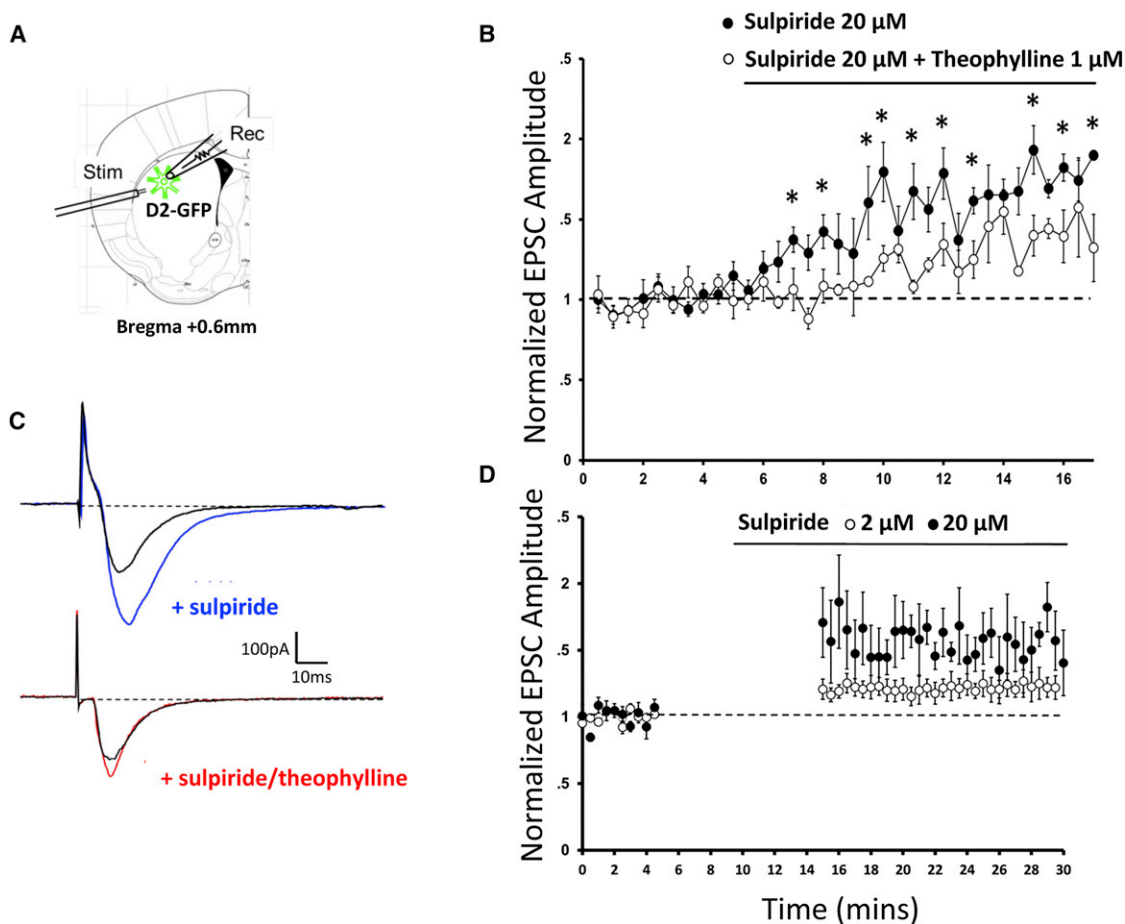 A
Stim
Rec
D2-GFP
Bregma +0.6mm
B
● Sulpiride 20 µM
○ Sulpiride 20 µM + Theophylline 1 µM
Normalized EPSC Amplitude
.5
2
.5
1
.5
0
* * * * * * * * * *
0 2 4 6 8 10 12 14 16
C
+ sulpiride
100pA
10ms
+ sulpiride/theophylline
D
Sulpiride ○ 2 µM ● 20 µM
Normalized EPSC Amplitude
.5
2
.5
1
.5
0
0 2 4 6 8 10 12 14 16 18 20 22 24 26 28 30
Time (mins)